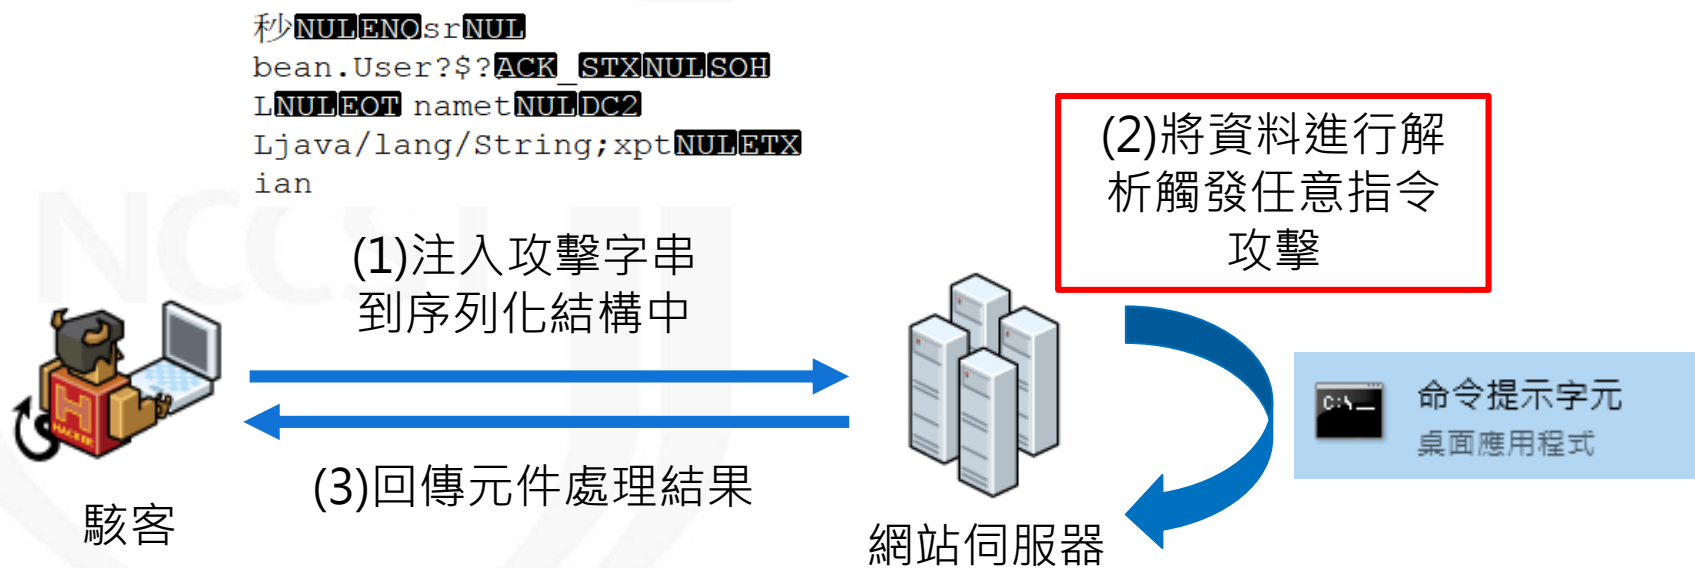 秒NULENQsrNUL
bean.User?$?ACK_STXNULSOH
LNULEOT nametNULDC2
Ljava/lang/String;xptNULETX
ian
(1)注入攻擊字串
到序列化結構中
(2)將資料進行解
析觸發任意指令
攻擊
NCCST
C:\_
命令提示字元
桌面應用程式
H
HACKER
(3)回傳元件處理結果
駭客
網站伺服器